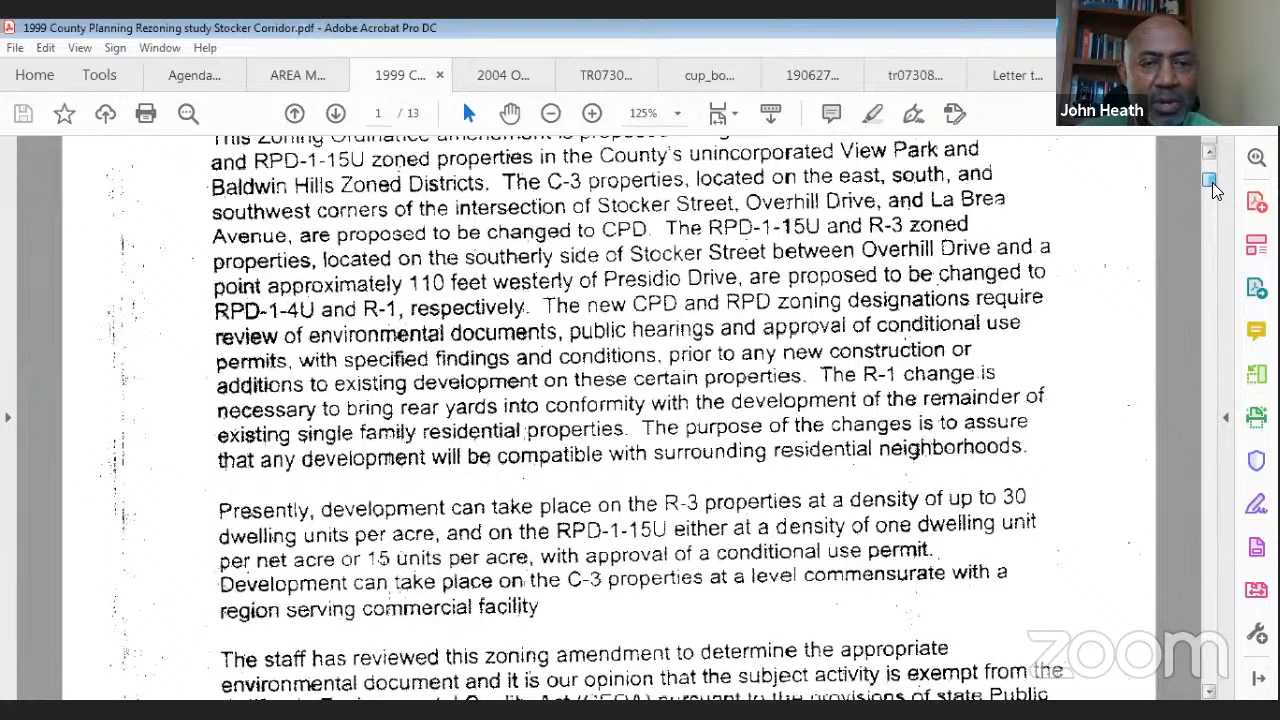 1999 County Planning Rezoning study Stocker Corridor.pdf - Adobe Acrobat Pro DC
File Edit View Sign Window Help
Home Tools Agenda... AREA M... 1999 C... × 2004 O... TR0730... cup_bo... 190627... tr07308... Letter t...
1 / 13 125%
John Heath
This Zoning Ordinance amendment is
and RPD-1-15U zoned properties in the County's unincorporated View Park and
Baldwin Hills Zoned Districts. The C-3 properties, located on the east, south, and
southwest corners of the intersection of Stocker Street, Overhill Drive, and La Brea
Avenue, are proposed to be changed to CPD. The RPD-1-15U and R-3 zoned
properties, located on the southerly side of Stocker Street between Overhill Drive and a
point approximately 110 feet westerly of Presidio Drive, are proposed to be changed to
RPD-1-4U and R-1, respectively. The new CPD and RPD zoning designations require
review of environmental documents, public hearings and approval of conditional use
permits, with specified findings and conditions, prior to any new construction or
additions to existing development on these certain properties. The R-1 change is
necessary to bring rear yards into conformity with the development of the remainder of
existing single family residential properties. The purpose of the changes is to assure
that any development will be compatible with surrounding residential neighborhoods.
Presently, development can take place on the R-3 properties at a density of up to 30
dwelling units per acre, and on the RPD-1-15U either at a density of one dwelling unit
per net acre or 15 units per acre, with approval of a conditional use permit.
Development can take place on the C-3 properties at a level commensurate with a
region serving commercial facility
The staff has reviewed this zoning amendment to determine the appropriate
environmental document and it is our opinion that the subject activity is exempt from the
pursuant to the provisions of state Public
zoom